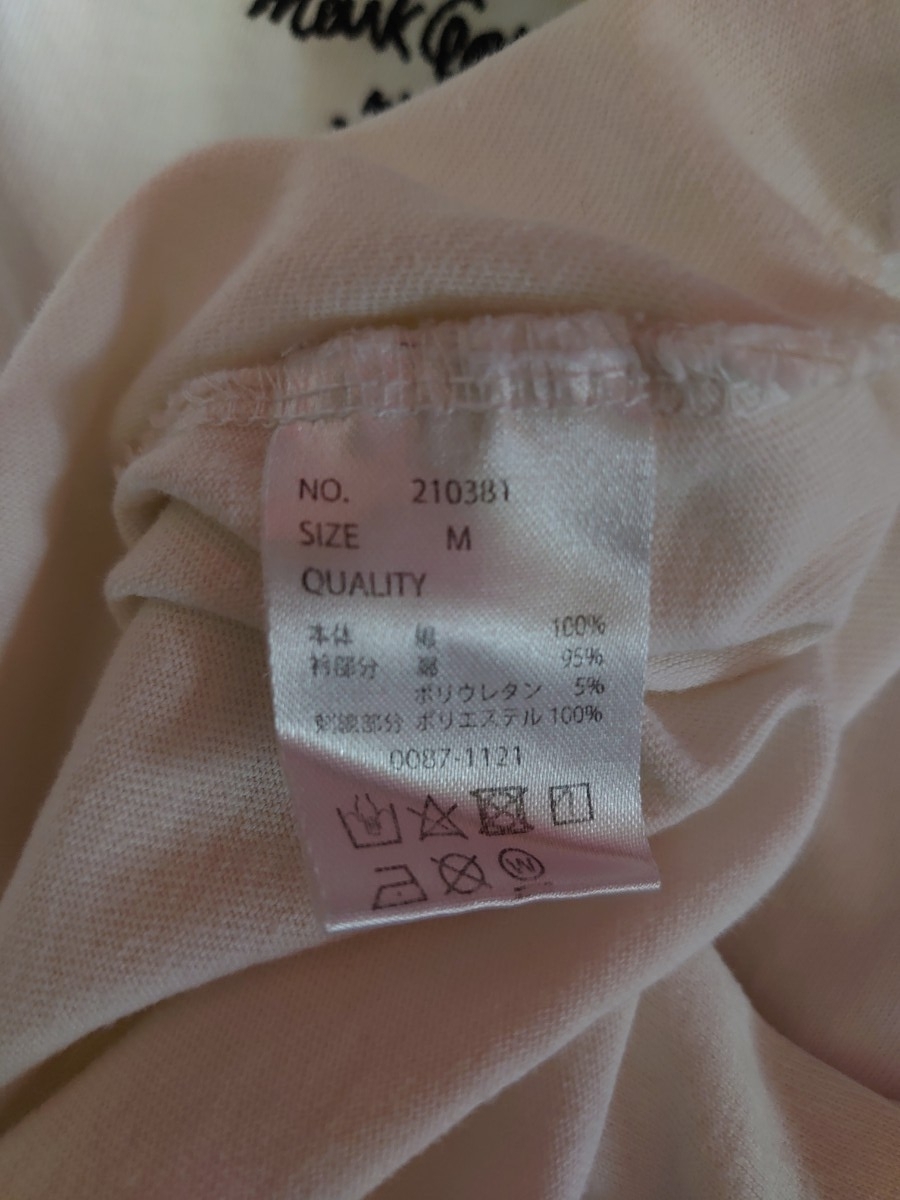 NO. 210381
SIZE M
QUALITY
本体 綿 100%
衿部分 綿 95%
ポリウレタン 5%
刺繍部分 ポリエステル 100%
0087-1121
W